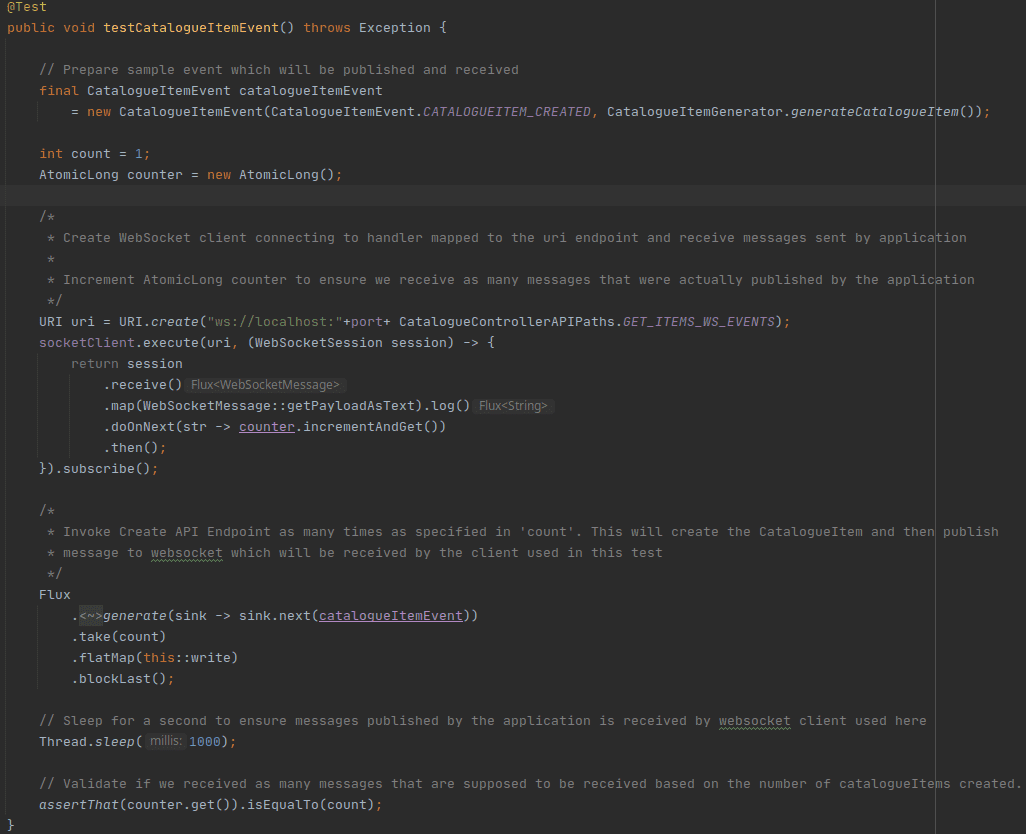 @Test
public void testCatalogueItemEvent() throws Exception {
// Prepare sample event which will be published and received
final CatalogueItemEvent catalogueItemEvent
= new CatalogueItemEvent(CatalogueItemEvent.CATALOGUEITEM_CREATED, CatalogueItemGenerator.generateCatalogueItem());
int count = 1;
AtomicLong counter = new AtomicLong();
/*
* Create WebSocket client connecting to handler mapped to the uri endpoint and receive messages sent by application
*
* Increment AtomicLong counter to ensure we receive as many messages that were actually published by the application
*/
URI uri = URI.create("ws://localhost:"+port+ CatalogueControllerAPIPaths.GET_ITEMS_WS_EVENTS);
socketClient.execute(uri, (WebSocketSession session) -> {
return session
.receive() Flux<WebSocketMessage>
.map(WebSocketMessage::getPayloadAsText).log() Flux<String>
.doOnNext(str -> counter.incrementAndGet())
.then();
}).subscribe();
/*
* Invoke Create API Endpoint as many times as specified in 'count'. This will create the CatalogueItem and then publish
* message to websocket which will be received by the client used in this test
*/
Flux
.<~>generate(sink -> sink.next(catalogueItemEvent))
.take(count)
.flatMap(this::write)
.blockLast();
// Sleep for a second to ensure messages published by the application is received by websocket client used here
Thread.sleep( millis: 1000);
// Validate if we received as many messages that are supposed to be received based on the number of catalogueItems created.
assertThat(counter.get()).isEqualTo(count);
}